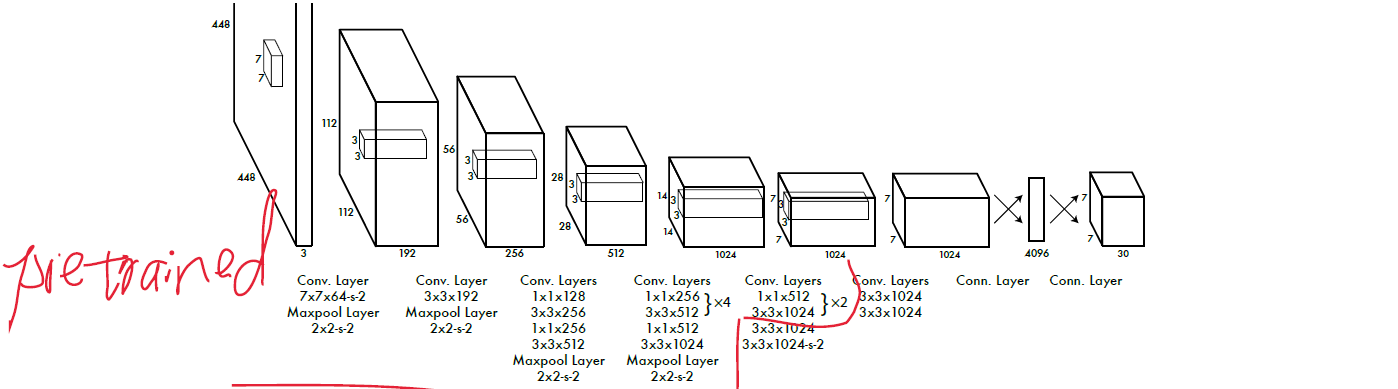 448
7
7
448
3
112
3
3
112
192
56
3
3
56
256
28
3
3
28
512
14
3
3
14
1024
7
3
3
7
1024
7
7
1024
4096
7
7
30
pretrained
Conv. Layer
7x7x64-s-2
Maxpool Layer
2x2-s-2
Conv. Layer
3x3x192
Maxpool Layer
2x2-s-2
Conv. Layers
1x1x128
3x3x256
1x1x256
3x3x512
Maxpool Layer
2x2-s-2
Conv. Layers
1x1x256
3x3x512 }×4
1x1x512
3x3x1024
Maxpool Layer
2x2-s-2
Conv. Layers
1x1x512
3x3x1024 }×2
3x3x1024
3x3x1024-s-2
Conv. Layers
3x3x1024
3x3x1024
Conn. Layer
Conn. Layer